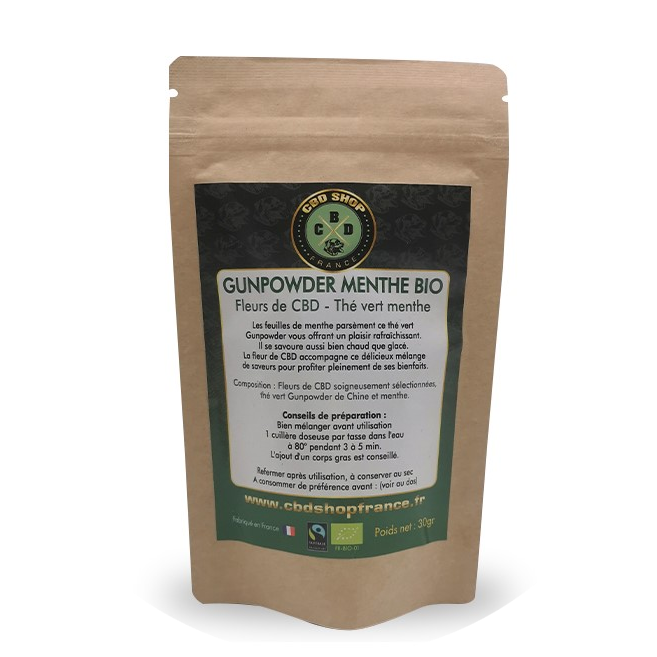 CBD SHOP
B
C D
FRANCE
GUNPOWDER MENTHE BIO
Fleurs de CBD - Thé vert menthe
Les feuilles de menthe parsèment ce thé vert
Gunpowder vous offrant un plaisir rafraîchissant.
Il se savoure aussi bien chaud que glacé.
La fleur de CBD accompagne ce délicieux mélange
de saveurs pour profiter pleinement de ses bienfaits.
Composition : Fleurs de CBD soigneusement sélectionnées,
thé vert Gunpowder de Chine et menthe.
Conseils de préparation :
Bien mélanger avant utilisation
1 cuillère doseuse par tasse dans l'eau
à 80° pendant 3 à 5 min.
L'ajout d'un corps gras est conseillé.
Refermer après utilisation, à conserver au sec
A consommer de préférence avant : (voir au dos)
www.cbdshopfrance.fr
Fabriqué en France
FR-BIO-01
Poids net : 30gr